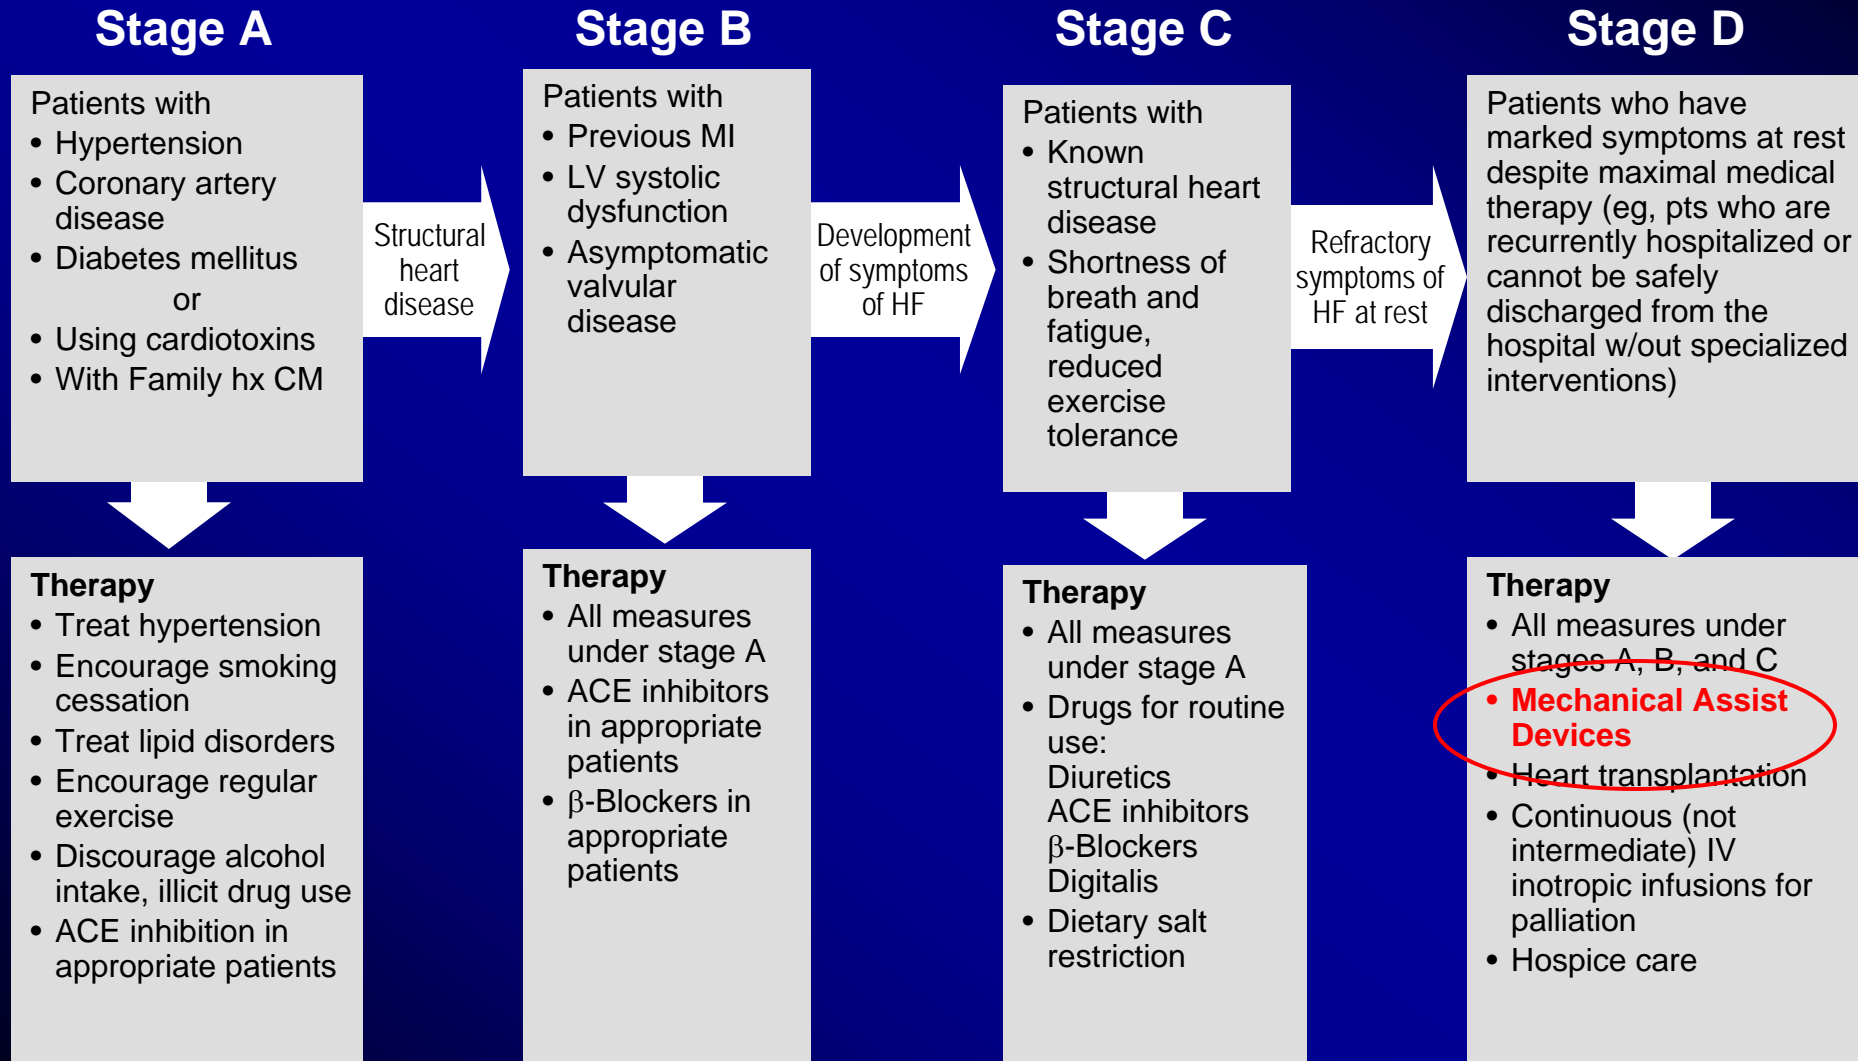 Stage A
Patients with
• Hypertension
• Coronary artery
disease
• Diabetes mellitus
or
• Using cardiotoxins
• With Family hx CM
Structural
heart
disease
Stage B
Patients with
• Previous MI
• LV systolic
dysfunction
• Asymptomatic
valvular
disease
Development
of symptoms
of HF
Stage C
Patients with
• Known
structural heart
disease
• Shortness of
breath and
fatigue,
reduced
exercise
tolerance
Refractory
symptoms of
HF at rest
Stage D
Patients who have
marked symptoms at rest
despite maximal medical
therapy (eg, pts who are
recurrently hospitalized or
cannot be safely
discharged from the
hospital w/out specialized
interventions)
Therapy
• Treat hypertension
• Encourage smoking
cessation
• Treat lipid disorders
• Encourage regular
exercise
• Discourage alcohol
intake, illicit drug use
• ACE inhibition in
appropriate patients
Therapy
• All measures
under stage A
• ACE inhibitors
in appropriate
patients
• β-Blockers in
appropriate
patients
Therapy
• All measures
under stage A
• Drugs for routine
use:
Diuretics
ACE inhibitors
β-Blockers
Digitalis
• Dietary salt
restriction
Therapy
• All measures under
stages A, B, and C
• Mechanical Assist
Devices
• Heart transplantation
• Continuous (not
intermediate) IV
inotropic infusions for
palliation
• Hospice care